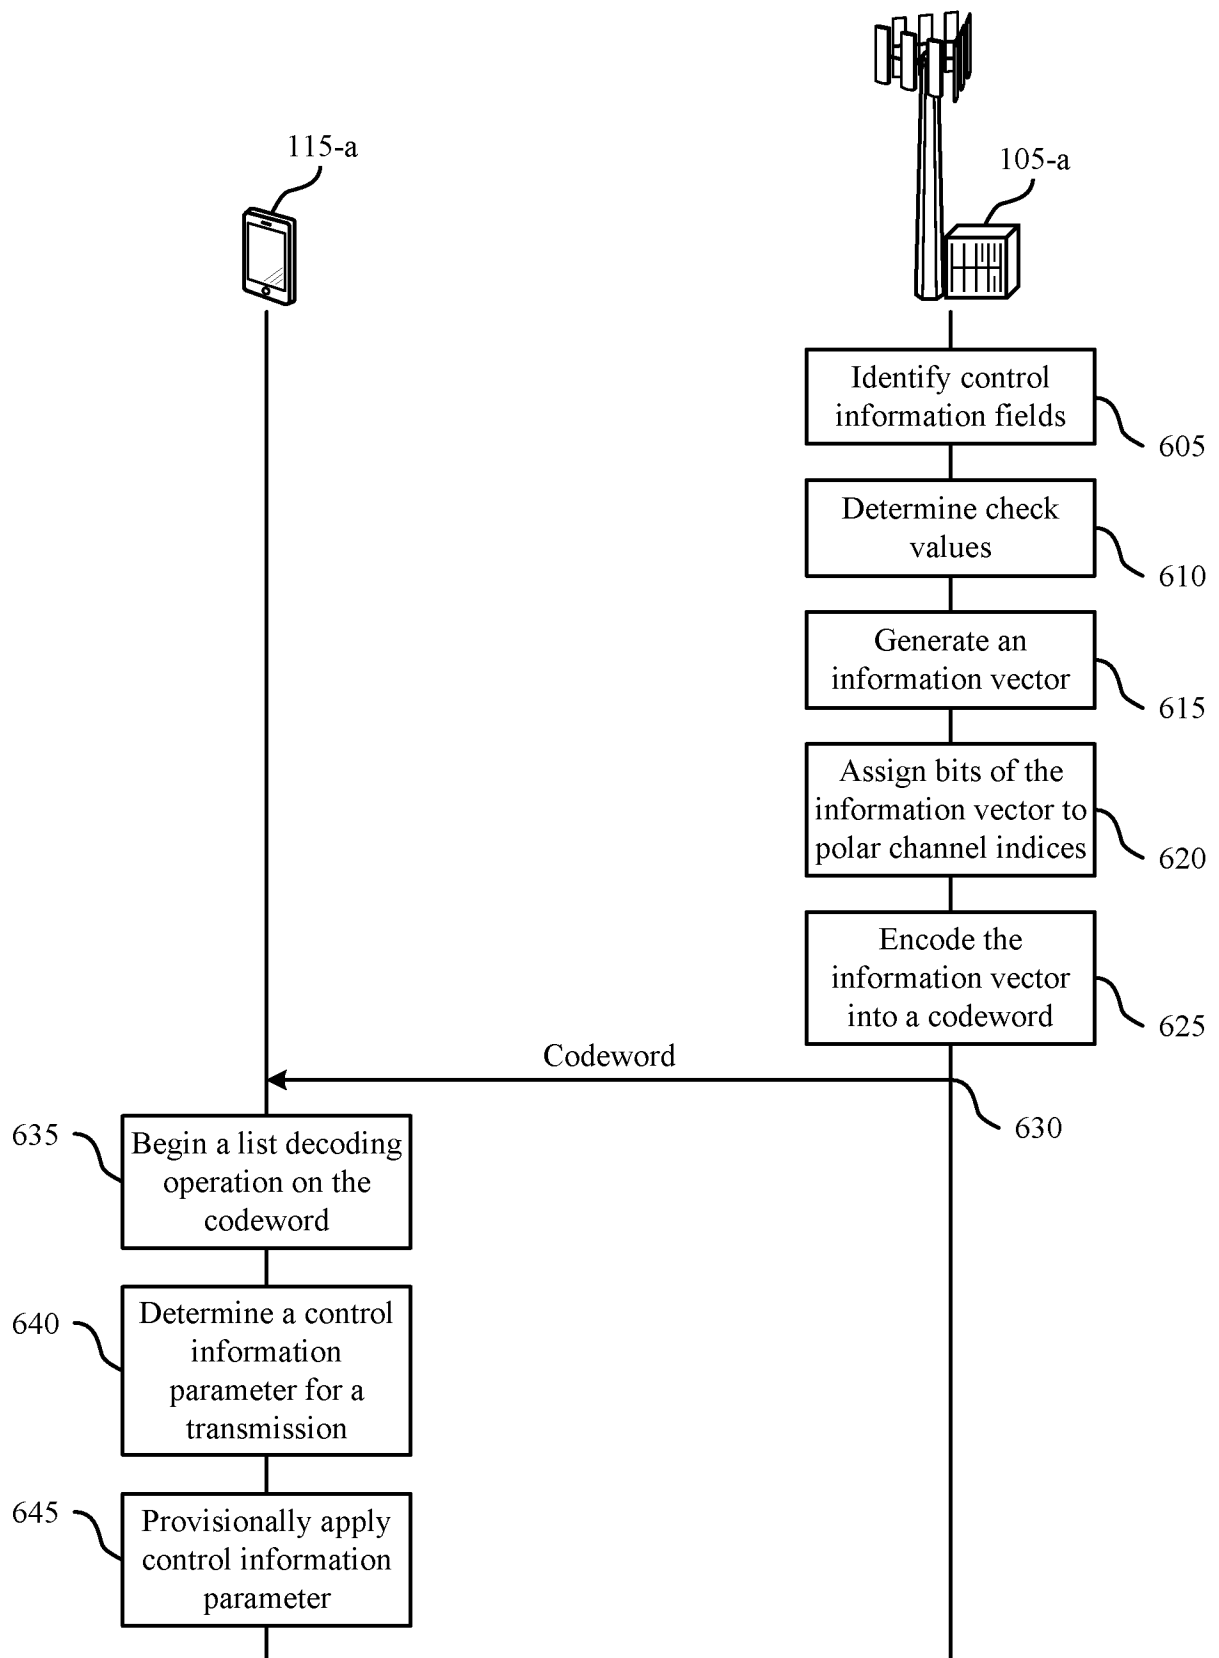 115-a
105-a
Identify control
information fields
605
Determine check
values
610
Generate an
information vector
615
Assign bits of the
information vector to
polar channel indices
620
Encode the
information vector
into a codeword
625
Codeword
630
635
Begin a list decoding
operation on the
codeword
640
Determine a control
information
parameter for a
transmission
645
Provisionally apply
control information
parameter